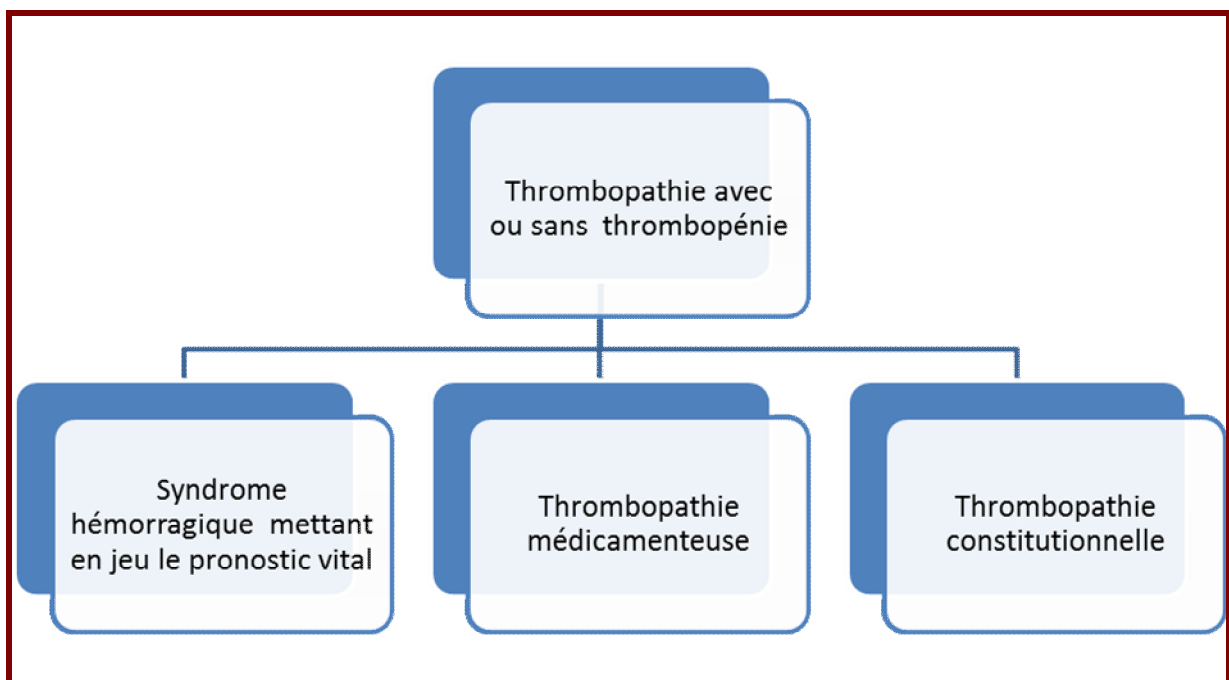 Thrombopathie avec
ou sans thrombopénie
Syndrome
hémorragique mettant
en jeu le pronostic vital
Thrombopathie
médicamenteuse
Thrombopathie
constitutionnelle